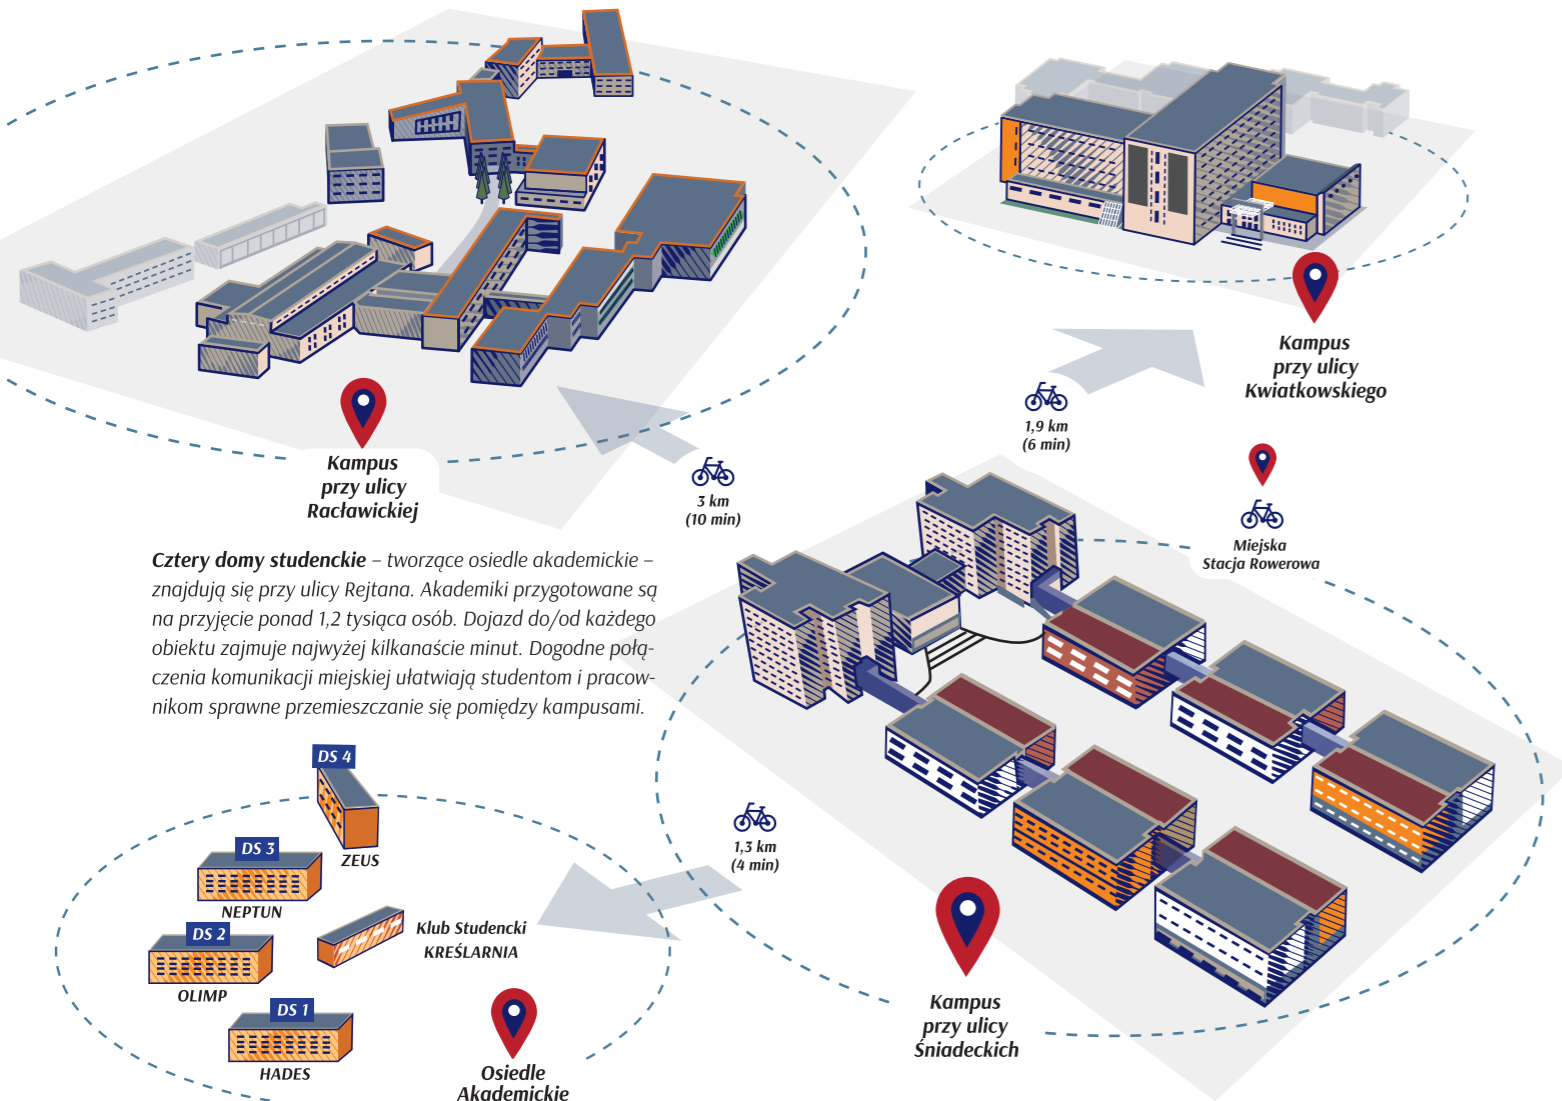 Kampus
przy ulicy
Racławickiej
3 km
(10 min)
Kampus
przy ulicy
Kwiatkowskiego
1,9 km
(6 min)
Miejska
Stacja Rowerowa
Cztery domy studenckie – tworzące osiedle akademickie –
znajdują się przy ulicy Rejtana. Akademiki przygotowane są
na przyjęcie ponad 1,2 tysiąca osób. Dojazd do/od każdego
obiektu zajmuje najwyżej kilkanaście minut. Dogodne połą-
czenia komunikacji miejskiej ułatwiają studentom i pracow-
nikom sprawne przemieszczanie się pomiędzy kampusami.
DS 4
ZEUS
DS 3
NEPTUN
DS 2
OLIMP
DS 1
HADES
Klub Studencki
KREŚLARNIA
1,3 km
(4 min)
Osiedle
Akademickie
Kampus
przy ulicy
Śniadeckich